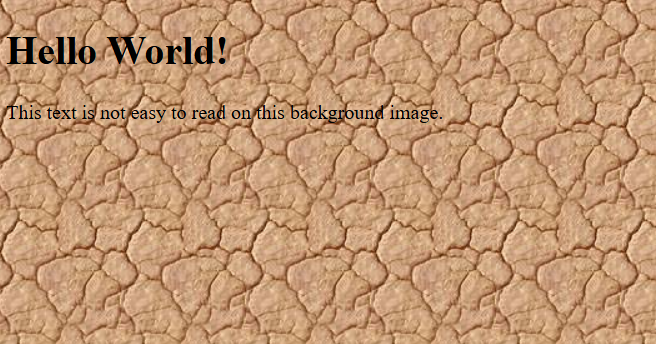 Hello World!
This text is not easy to read on this background image.